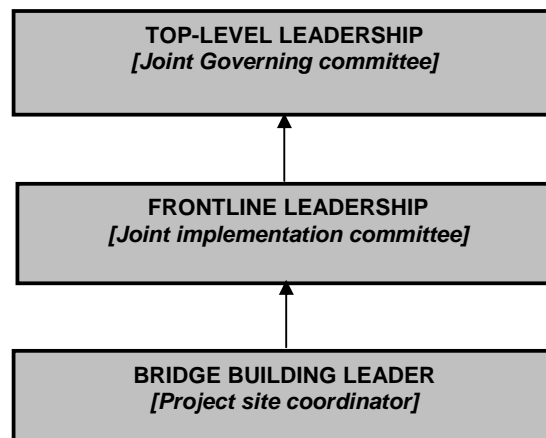 TOP-LEVEL LEADERSHIP
[Joint Governing committee]
FRONTLINE LEADERSHIP
[Joint implementation committee]
BRIDGE BUILDING LEADER
[Project site coordinator]